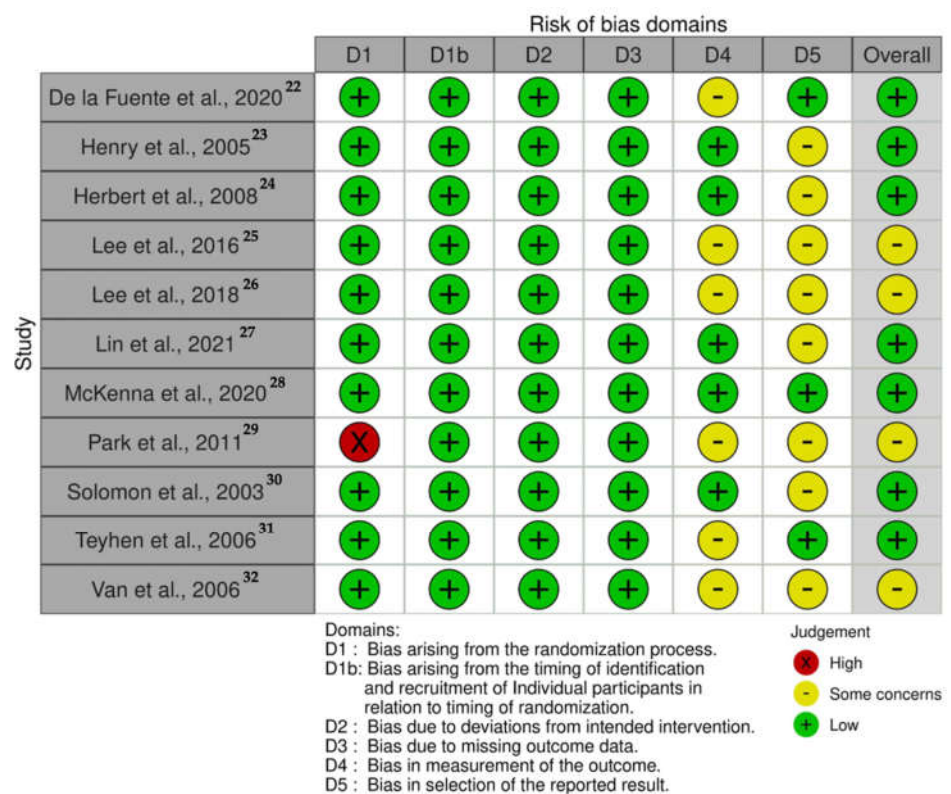 Risk of bias domains
D1 D1b D2 D3 D4 D5 Overall
Study
De la Fuente et al., 2020 22 + + + + - + +
Henry et al., 2005 23 + + + + + - +
Herbert et al., 2008 24 + + + + + - +
Lee et al., 2016 25 + + + + - - -
Lee et al., 2018 26 + + + + - - -
Lin et al., 2021 27 + + + + + - +
McKenna et al., 2020 28 + + + + + + +
Park et al., 2011 29 X + + + - - -
Solomon et al., 2003 30 + + + + + - +
Teyhen et al., 2006 31 + + + + - + +
Van et al., 2006 32 + + + + - - -
Domains:
D1 : Bias arising from the randomization process.
D1b: Bias arising from the timing of identification
and recruitment of Individual participants in
relation to timing of randomization.
D2 : Bias due to deviations from intended intervention.
D3 : Bias due to missing outcome data.
D4 : Bias in measurement of the outcome.
D5 : Bias in selection of the reported result.
Judgement
X High
- Some concerns
+ Low